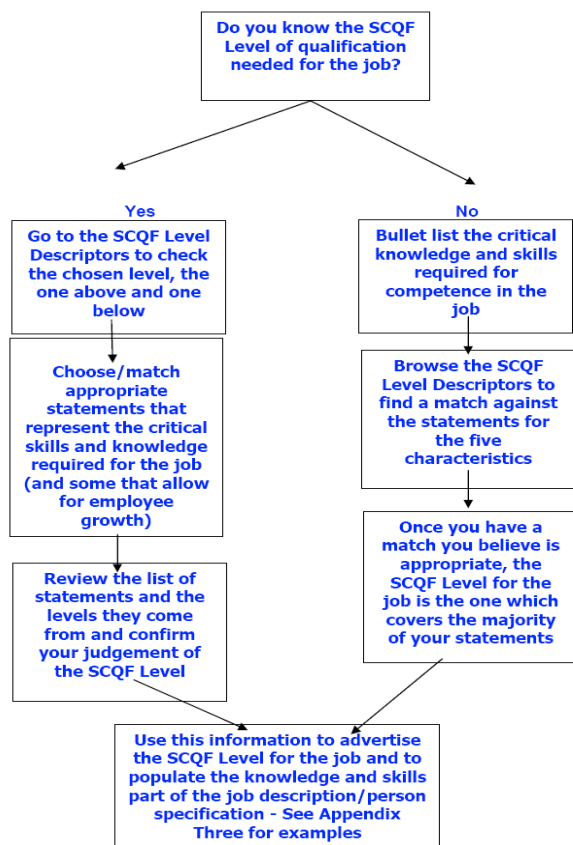 Do you know the SCQF
Level of qualification
needed for the job?
Yes
Go to the SCQF Level
Descriptors to check
the chosen level, the
one above and one
below
Choose/match
appropriate
statements that
represent the critical
skills and knowledge
required for the job
(and some that allow
for employee
growth)
Review the list of
statements and the
levels they come
from and confirm
your judgement of
the SCQF Level
No
Bullet list the critical
knowledge and skills
required for
competence in the
job
Browse the SCQF
Level Descriptors to
find a match against
the statements for
the five
characteristics
Once you have a
match you believe is
appropriate, the
SCQF Level for the
job is the one which
covers the majority
of your statements
Use this information to advertise
the SCQF Level for the job and to
populate the knowledge and skills
part of the job description/person
specification - See Appendix
Three for examples